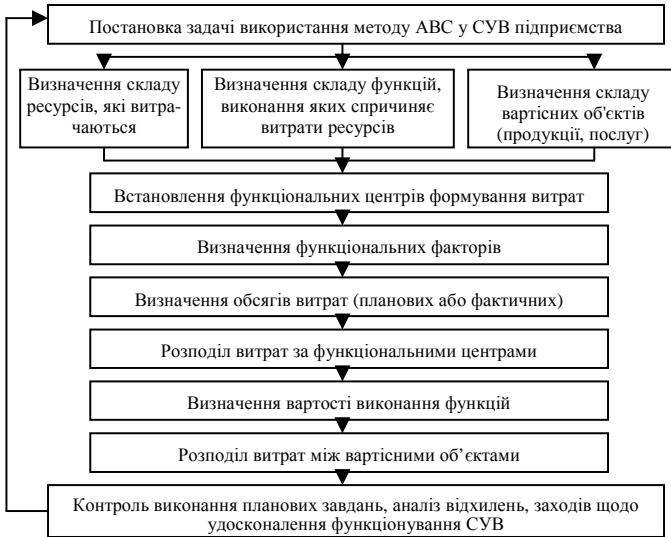 Постановка задачі використання методу АВС у СУВ підприємства
Визначення складу
ресурсів, які витра-
чаються
Визначення складу функцій,
виконання яких спричиняє
витрати ресурсів
Визначення складу
вартісних об'єктів
(продукції, послуг)
Встановлення функціональних центрів формування витрат
Визначення функціональних факторів
Визначення обсягів витрат (планових або фактичних)
Розподіл витрат за функціональними центрами
Визначення вартості виконання функцій
Розподіл витрат між вартісними об’єктами
Контроль виконання планових завдань, аналіз відхилень, заходів щодо
удосконалення функціонування СУВ